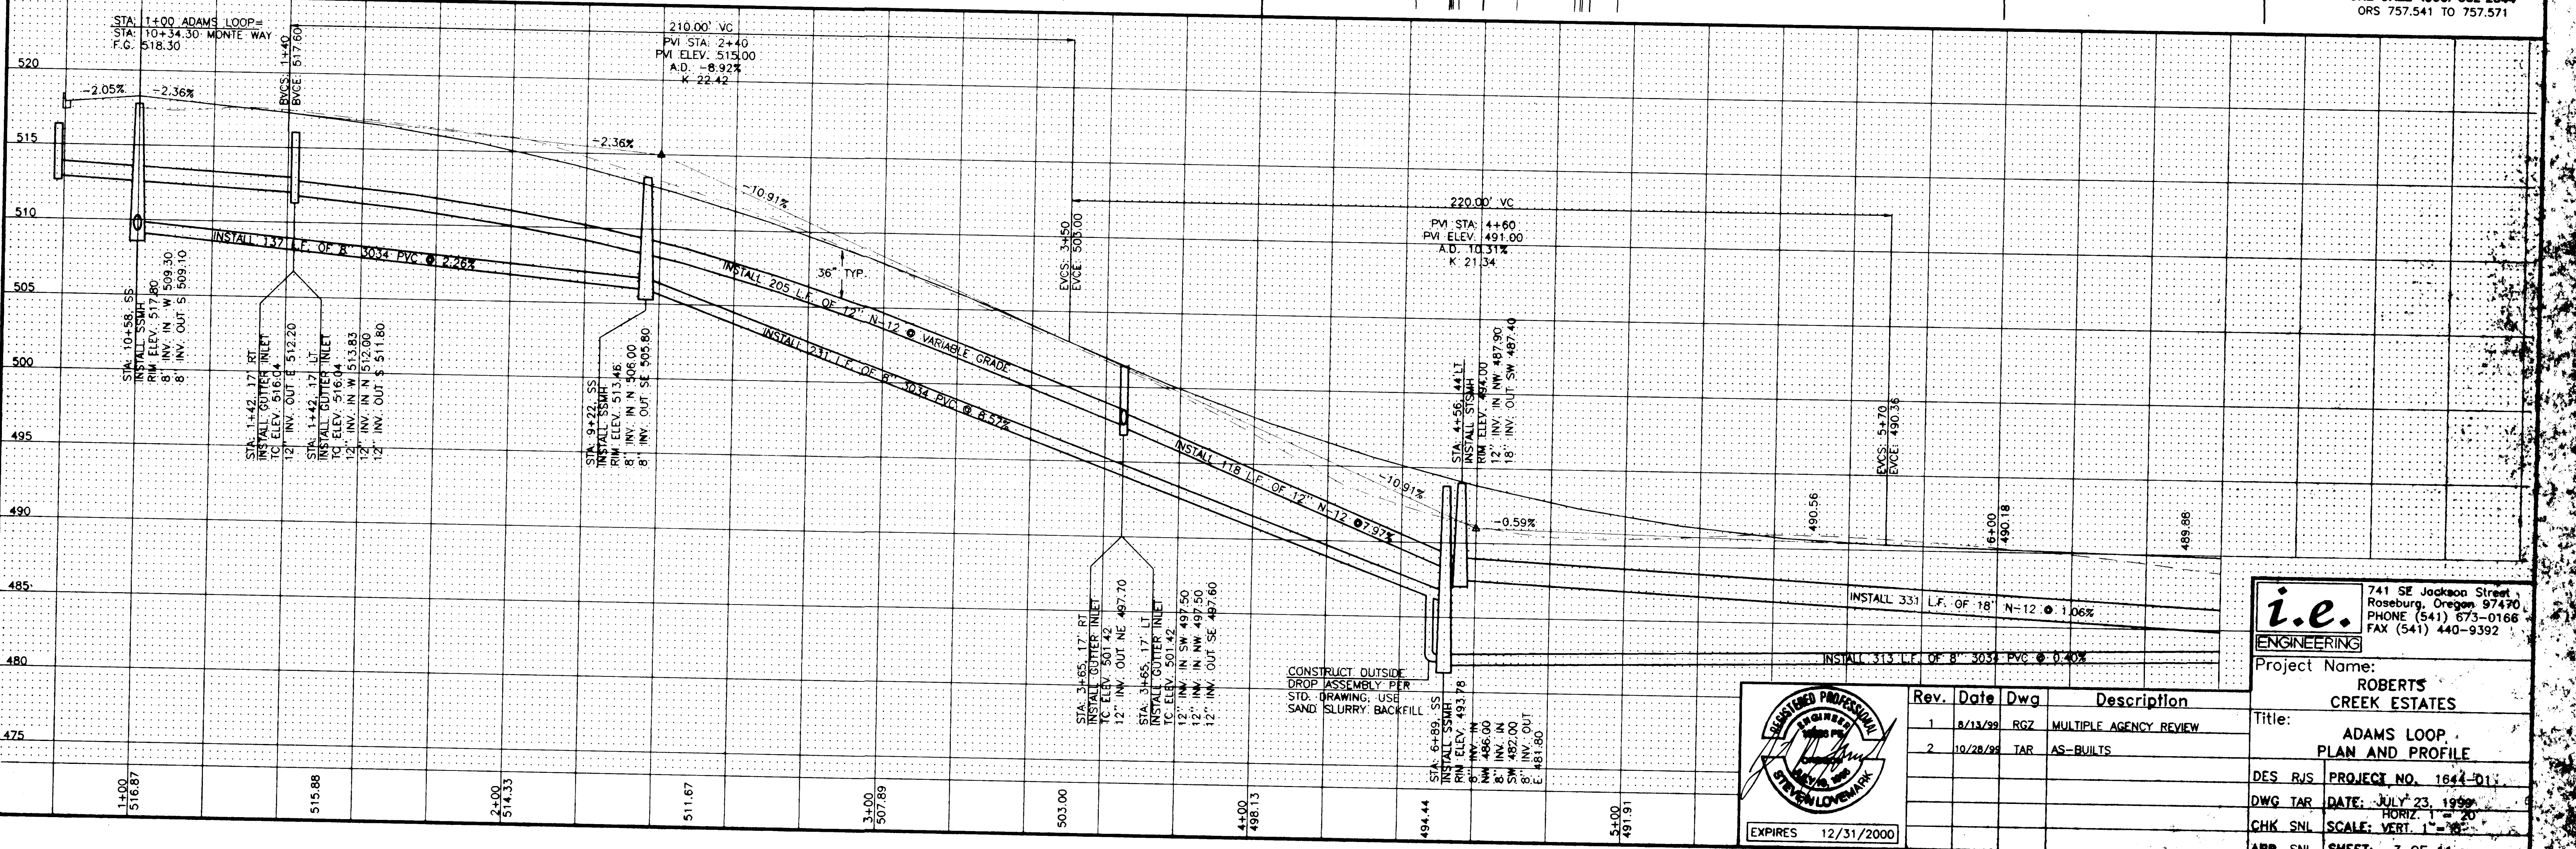 ORS 757.541 TO 757.571
STA: 1+00 ADAMS LOOP=
STA: 10+34.30 MONTE WAY
F.G. 518.30
BVCS: 1+40
BVCE: 517.60
210.00' VC
PVI STA: 2+40
PVI ELEV: 515.00
A.D. -8.92%
K 22.42
520
515
510
505
500
495
490
485
480
475
-2.05%
-2.36%
-2.36%
-10.91%
36" TYP.
EVCS: 3+50
EVCE: 503.00
220.00' VC
PVI STA: 4+60
PVI ELEV: 491.00
A.D. 10.31%
K 21.34
INSTALL 137 L.F. OF 8" 3034 PVC @ 2.26%
INSTALL 205 L.F. OF 12" N-12 @ VARIABLE GRADE
INSTALL 231 L.F. OF 8" 3034 PVC @ 8.57%
INSTALL 118 L.F. OF 12" N-12 @ 7.97%
-10.91%
-0.59%
INSTALL 331 L.F. OF 18" N-12 @ 1.06%
INSTALL 313 L.F. OF 8" 3034 PVC @ 0.40%
STA: 10+58, SS
INSTALL SSMH
RIM ELEV. 517.80
8" INV. IN W 509.30
8" INV. OUT S 509.10
STA: 1+42, 17' RT
INSTALL GUTTER INLET
TC ELEV. 516.04
12" INV. OUT E 512.20
STA: 1+42, 17' LT
INSTALL GUTTER INLET
TC ELEV. 516.04
12" INV. IN W 513.83
12" INV. IN N 512.00
12" INV. OUT S 511.80
STA: 9+22, SS
INSTALL SSMH
RIM ELEV. 513.46
8" INV. IN N 506.00
8" INV. OUT SE 505.80
STA: 3+65, 17' RT
INSTALL GUTTER INLET
TC ELEV. 501.42
12" INV. OUT NE 497.70
STA: 3+65, 17' LT
INSTALL GUTTER INLET
TC ELEV. 501.42
12" INV. IN SW 497.50
12" INV. IN NW 497.50
12" INV. OUT SE 497.60
STA: 4+56, 44' LT
INSTALL STSMH
RIM ELEV. 494.00
12" INV. IN NW 487.90
18" INV. OUT SW 487.40
CONSTRUCT OUTSIDE
DROP ASSEMBLY PER
STD. DRAWING, USE
SAND SLURRY BACKFILL
STA: 6+89, SS
INSTALL SSMH
RIM ELEV. 493.78
8" INV. IN
NW 486.00
8" INV. IN
SW 482.00
8" INV. OUT
E 481.80
EVCS: 5+70
EVCE: 490.36
490.56
6+00
490.18
489.88
1+00
516.87
515.88
2+00
514.33
511.67
3+00
507.89
503.00
4+00
498.13
494.44
5+00
491.91
REGISTERED PROFESSIONAL
ENGINEER
OREGON
STEVEN LOVEMARK
EXPIRES 12/31/2000
Rev. Date Dwg Description
1 8/13/99 RGZ MULTIPLE AGENCY REVIEW
2 10/28/99 TAR AS-BUILTS
i.e.
ENGINEERING
741 SE Jackson Street
Roseburg, Oregon 97470
PHONE (541) 673-0166
FAX (541) 440-9392
Project Name:
ROBERTS
CREEK ESTATES
Title:
ADAMS LOOP
PLAN AND PROFILE
DES RJS PROJECT NO. 1644-01
DWG TAR DATE: JULY 23, 1999
CHK SNL SCALE: HORIZ. 1"= 20'
VERT. 1"=
SNL SHEET: